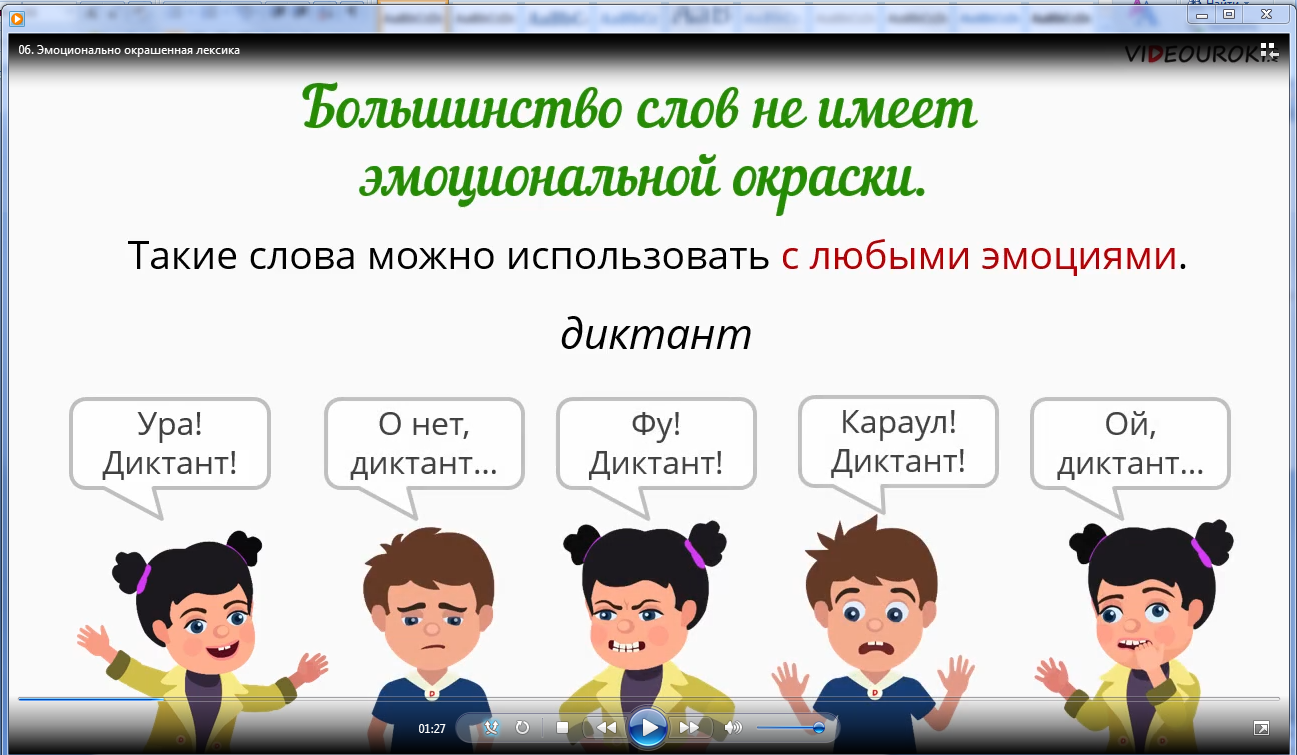 06. Эмоционально окрашенная лексика
VIDEOUROKI
Большинство слов не имеет
эмоциональной окраски.
Такие слова можно использовать с любыми эмоциями.
диктант
Ура!
Диктант!
О нет,
диктант...
Фу!
Диктант!
Караул!
Диктант!
Ой,
диктант...
D
D
01:27